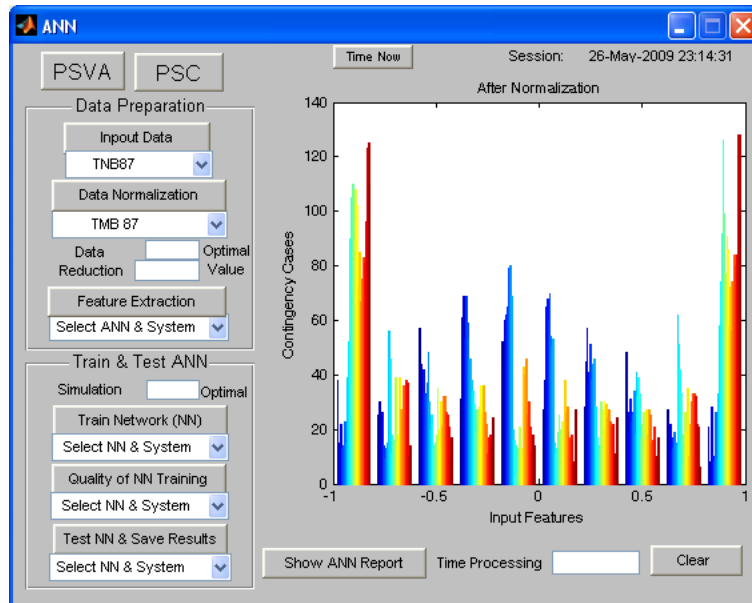 ANN
PSVA PSC
Time Now Session: 26-May-2009 23:14:31
Data Preparation
Inpout Data
TNB87
Data Normalization
TMB 87
Data Optimal
Reduction Value
Feature Extraction
Select ANN & System
Train & Test ANN
Simulation Optimal
Train Network (NN)
Select NN & System
Quality of NN Training
Select NN & System
Test NN & Save Results
Select NN & System
After Normalization
140
120
100
80
60
40
20
0
Contingency Cases
-1 -0.5 0 0.5 1
Input Features
Show ANN Report Time Processing Clear